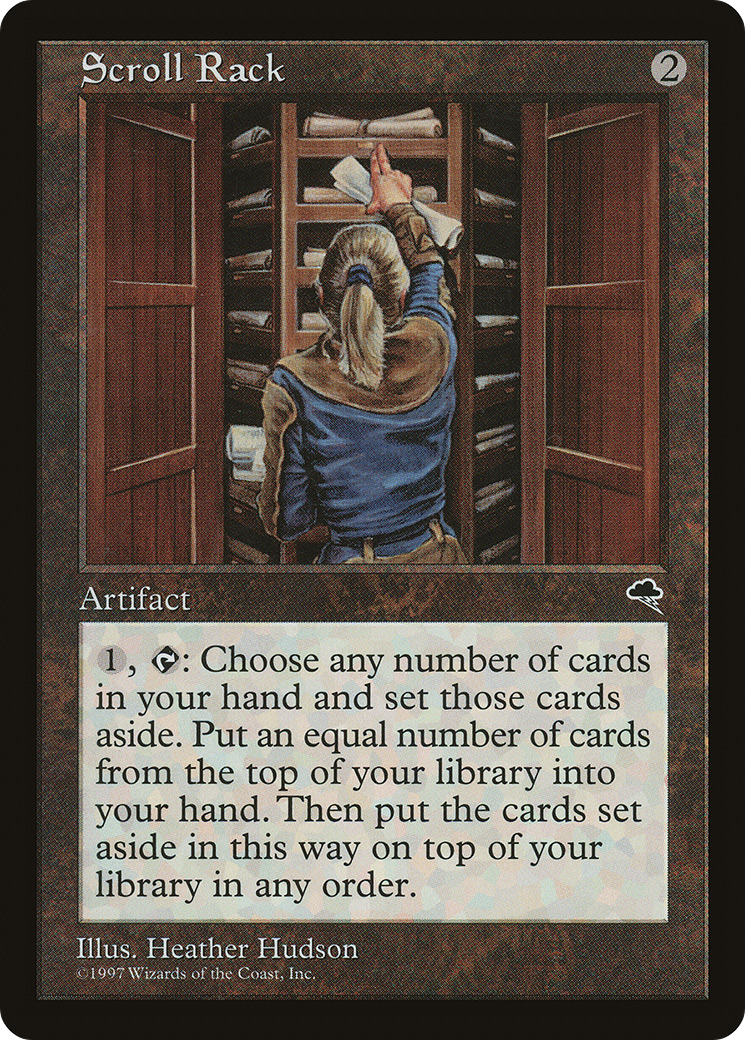 Scroll Rack
2
Artifact
1, : Choose any number of cards
in your hand and set those cards
aside. Put an equal number of cards
from the top of your library into
your hand. Then put the cards set
aside in this way on top of your
library in any order.
Illus. Heather Hudson
©1997 Wizards of the Coast, Inc.